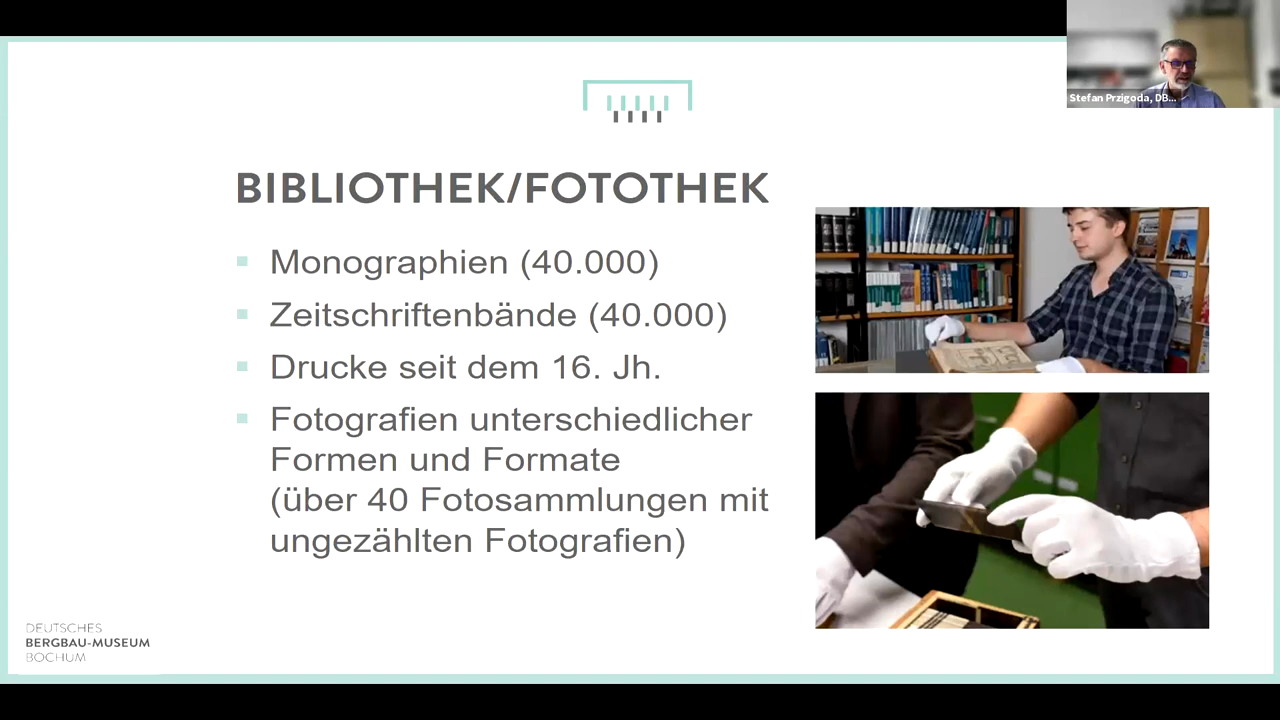 Stefan Przigoda, DB...
BIBLIOTHEK/FOTOTHEK
Monographien (40.000)
Zeitschriftenbände (40.000)
Drucke seit dem 16. Jh.
Fotografien unterschiedlicher
Formen und Formate
(über 40 Fotosammlungen mit
ungezählten Fotografien)
DEUTSCHES
BERGBAU-MUSEUM
BOCHUM